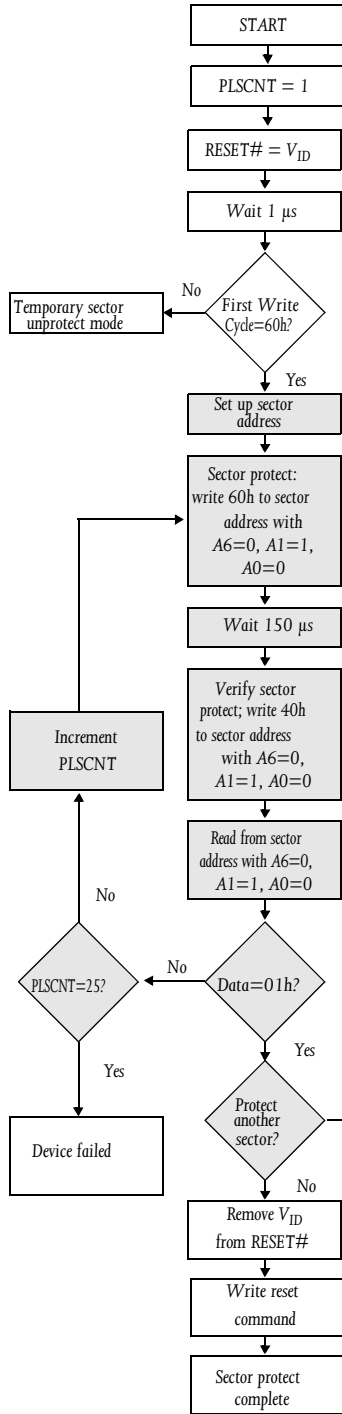 START
PLSCNT = 1
RESET# = VID
Wait 1 µs
No
First Write
Cycle=60h?
Temporary sector
unprotect mode
Yes
Set up sector
address
Sector protect:
write 60h to sector
address with
A6=0, A1=1,
A0=0
Wait 150 µs
Verify sector
protect; write 40h
to sector address
with A6=0,
A1=1, A0=0
Increment
PLSCNT
Read from sector
address with A6=0,
A1=1, A0=0
No
No
PLSCNT=25?
Data=01h?
Yes
Yes
Device failed
Protect
another
sector?
No
Remove VID
from RESET#
Write reset
command
Sector protect
complete